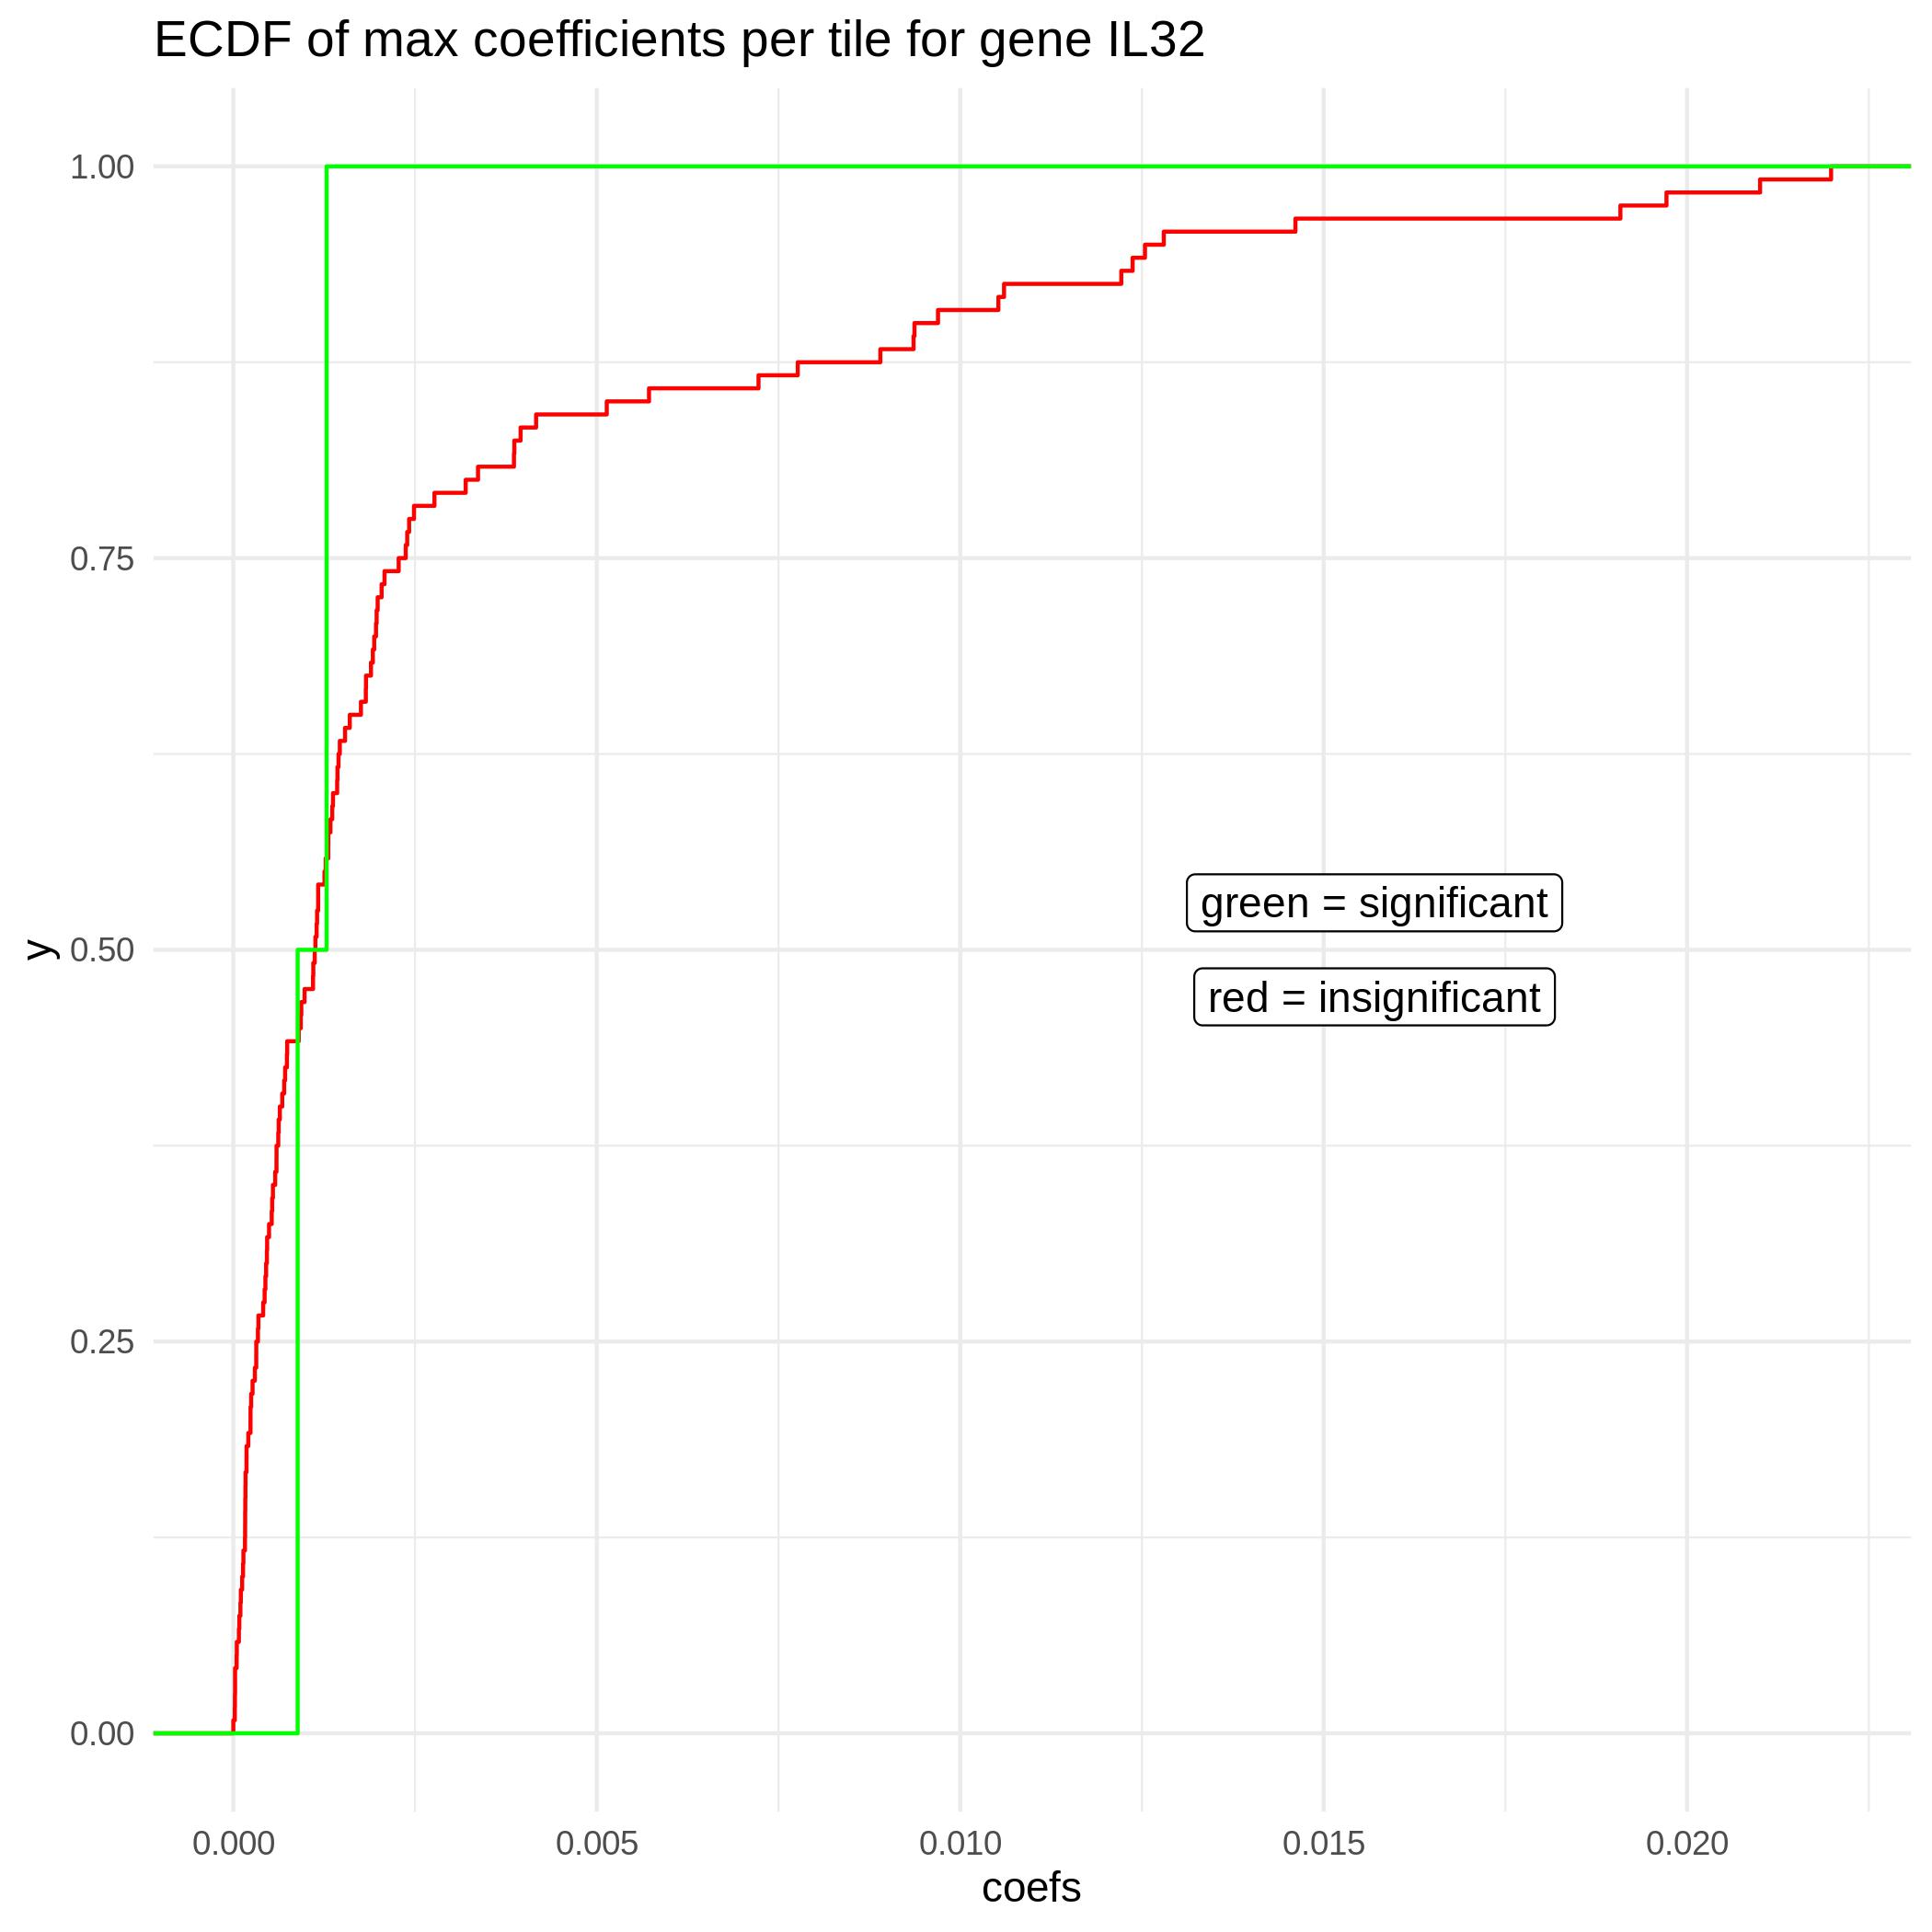 ECDF of max coefficients per tile for gene IL32
1.00
0.75
0.50
0.25
0.00
y
green = significant
red = insignificant
0.000 0.005 0.010 0.015 0.020
coefs